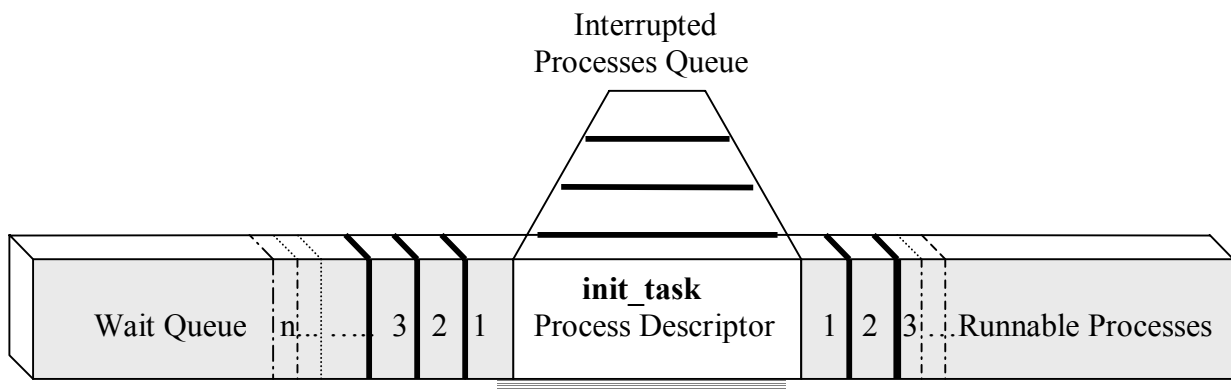 Interrupted
Processes Queue
init_task
Wait Queue n... ….. 3 2 1 Process Descriptor 1 2 3 …Runnable Processes